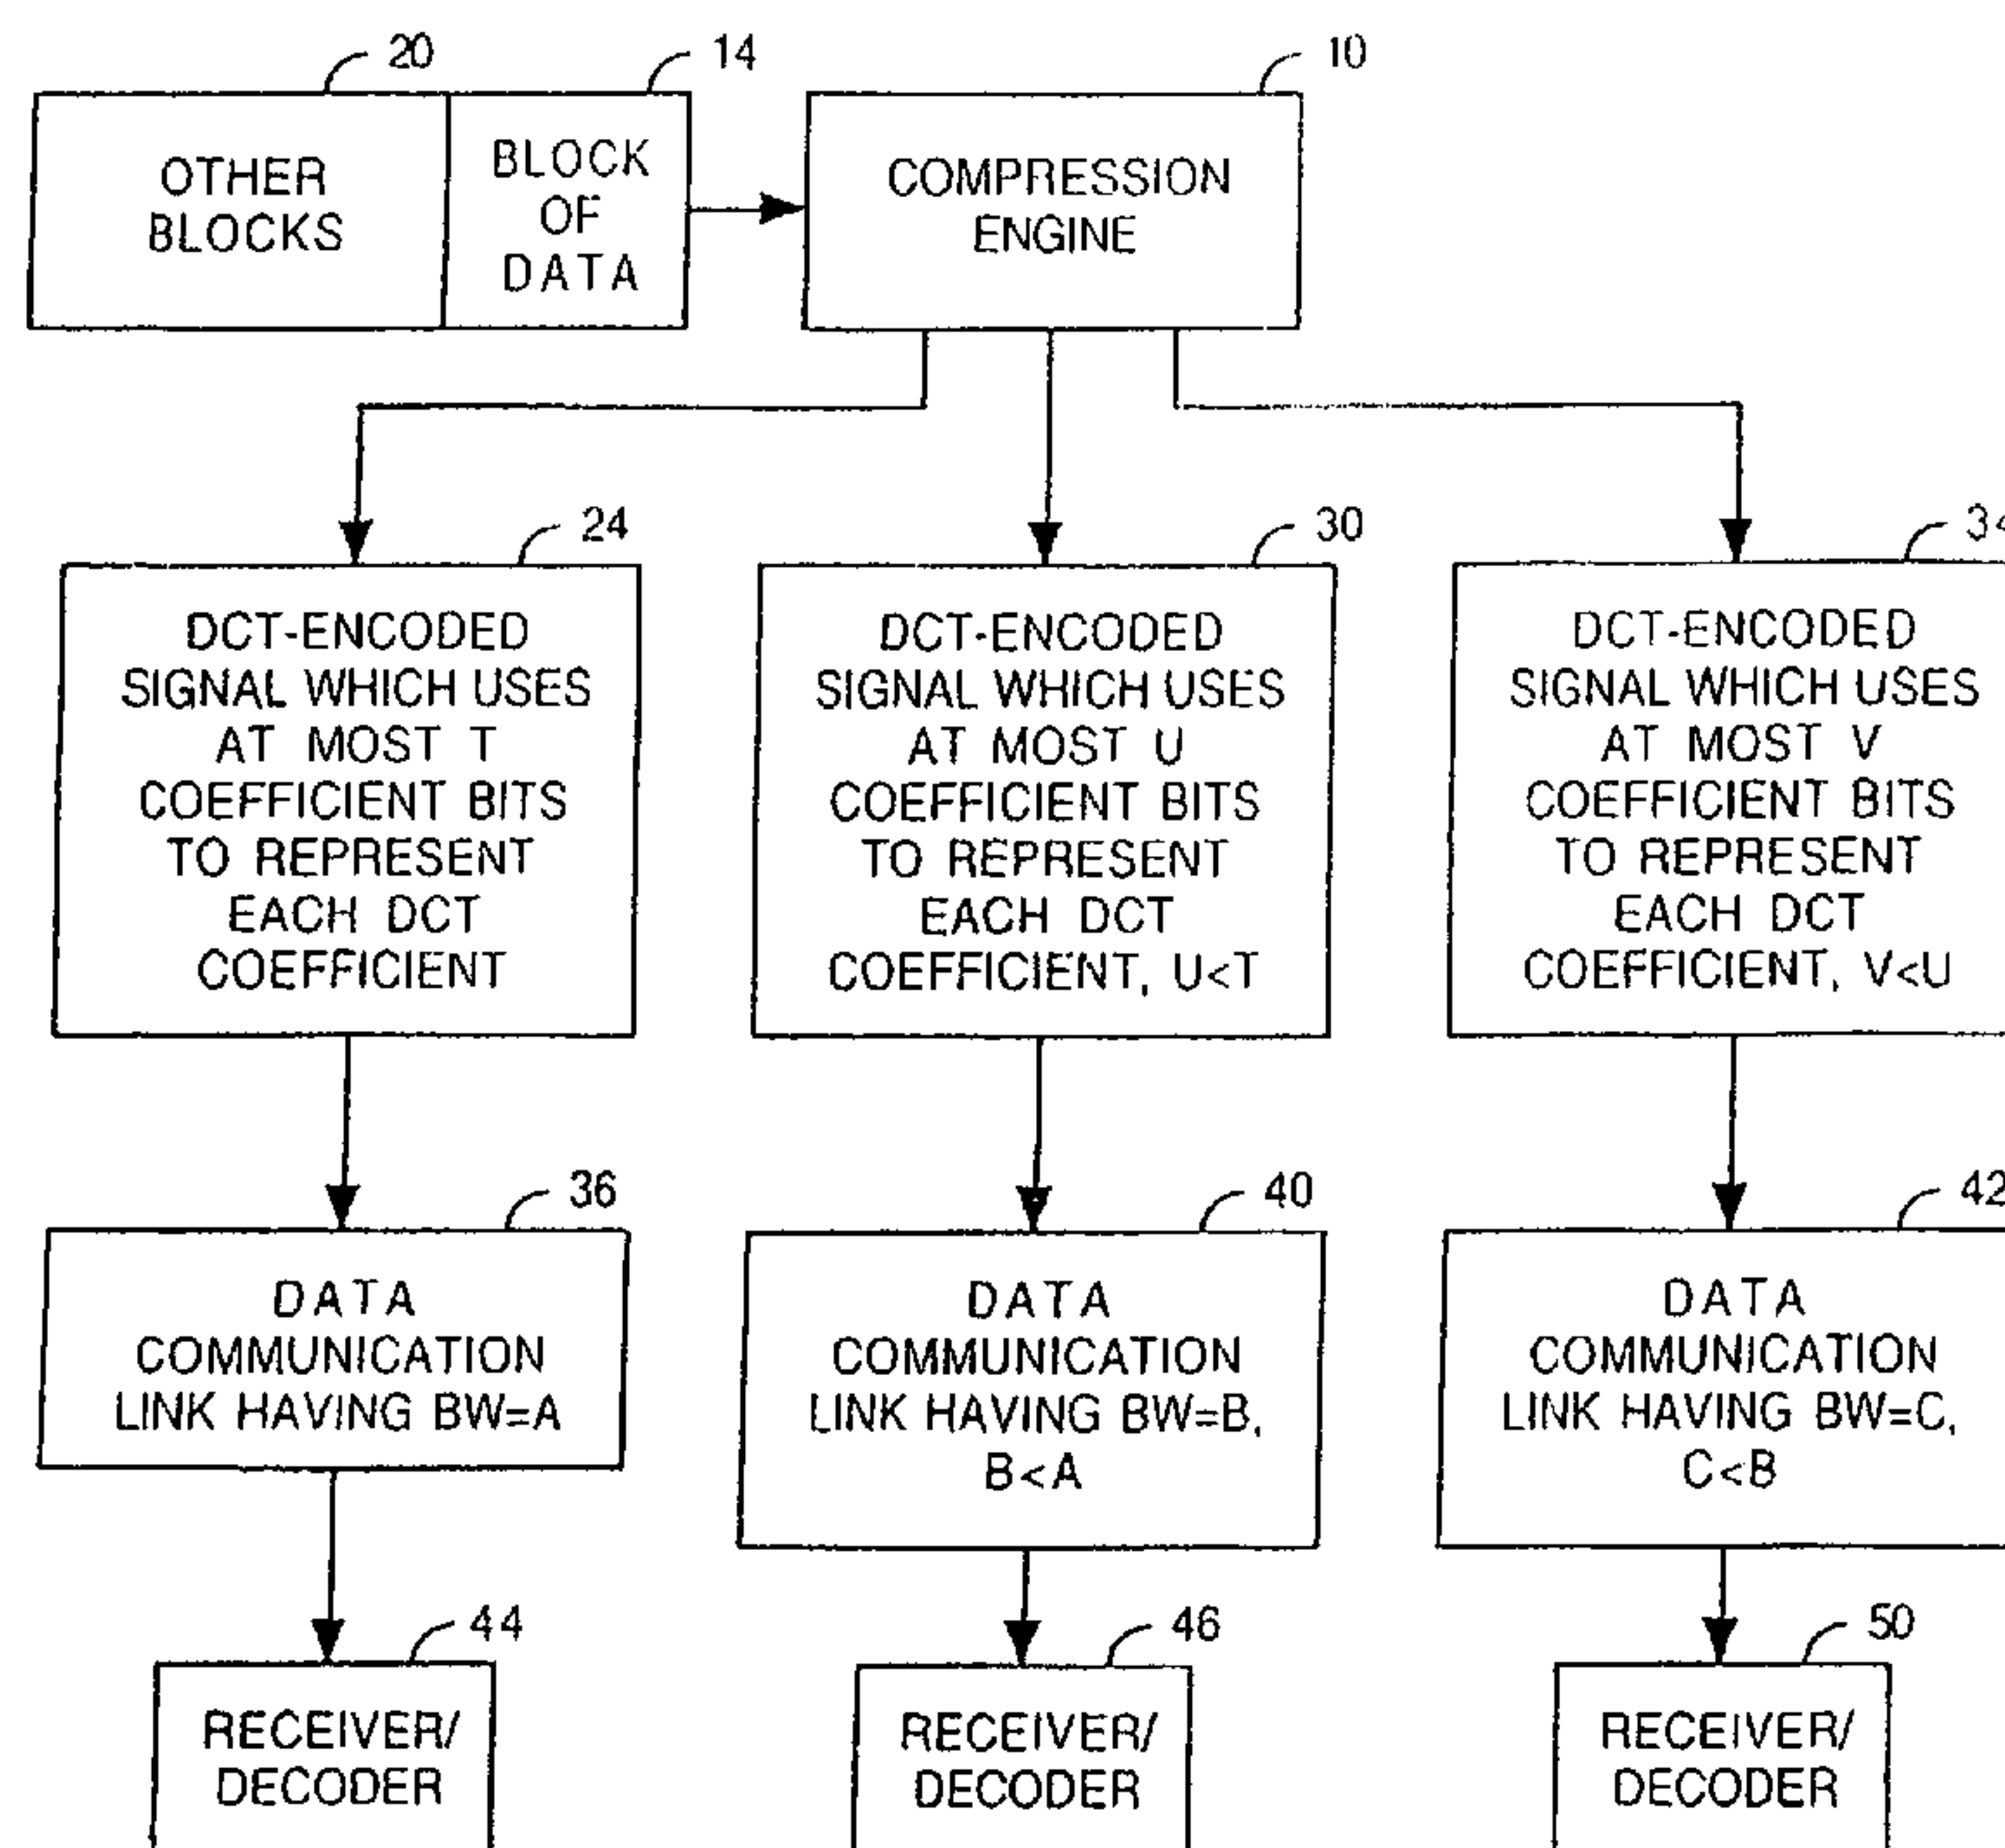 20
14
10
OTHER
BLOCKS
BLOCK
OF
DATA
COMPRESSION
ENGINE
24
30
DCT-ENCODED
SIGNAL WHICH USES
AT MOST T
COEFFICIENT BITS
TO REPRESENT
EACH DCT
COEFFICIENT
DCT-ENCODED
SIGNAL WHICH USES
AT MOST U
COEFFICIENT BITS
TO REPRESENT
EACH DCT
COEFFICIENT, U<T
DCT-ENCODED
SIGNAL WHICH USES
AT MOST V
COEFFICIENT BITS
TO REPRESENT
EACH DCT
COEFFICIENT, V<U
36
40
42
DATA
COMMUNICATION
LINK HAVING BW=A
DATA
COMMUNICATION
LINK HAVING BW=B,
B<A
DATA
COMMUNICATION
LINK HAVING BW=C,
C<B
44
46
50
RECEIVER/
DECODER
RECEIVER/
DECODER
RECEIVER/
DECODER